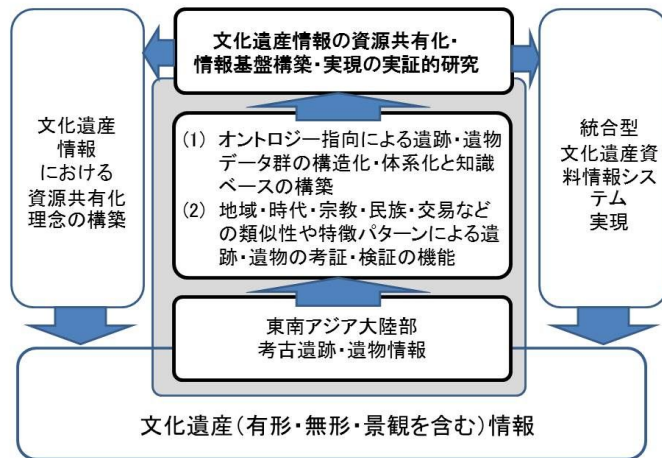 文化遺産情報の資源共有化・
情報基盤構築・実現の実証的研究
文化遺産
情報
における
資源共有化
理念の構築
(1) オントロジー指向による遺跡・遺物
データ群の構造化・体系化と知識
ベースの構築
(2) 地域・時代・宗教・民族・交易など
の類似性や特徴パターンによる遺
跡・遺物の考証・検証の機能
統合型
文化遺産資
料情報シス
テム
実現
東南アジア大陸部
考古遺跡・遺物情報
文化遺産(有形・無形・景観を含む)情報